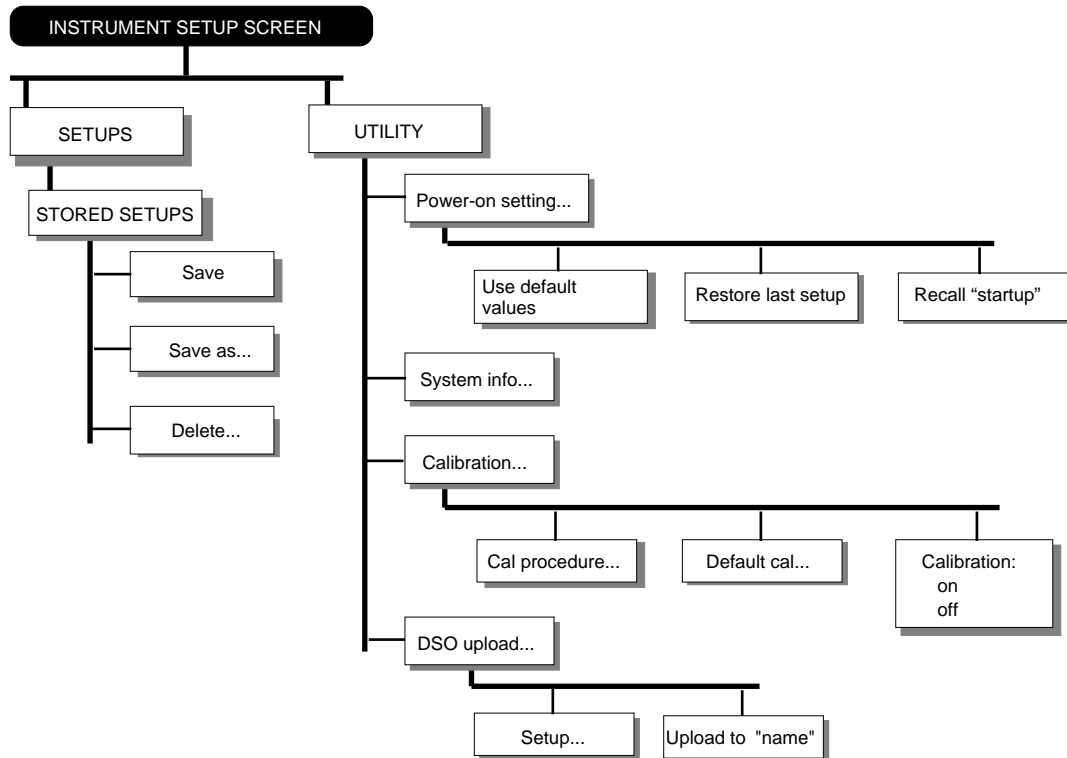 INSTRUMENT SETUP SCREEN
SETUPS
UTILITY
STORED SETUPS
Save
Save as...
Delete...
Power-on setting...
Use default
values
Restore last setup
Recall “startup”
System info...
Calibration...
Cal procedure...
Default cal...
Calibration:
on
off
DSO upload...
Setup...
Upload to "name"